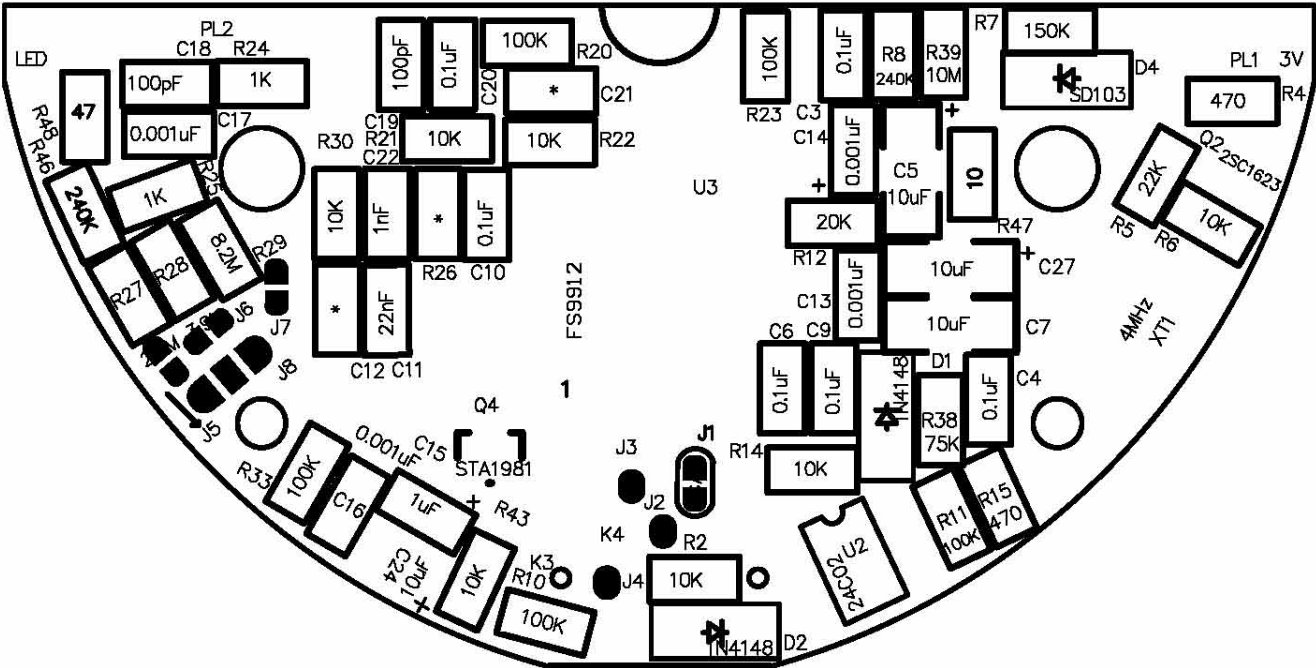 LED
PL2
C18 R24
100pF
1K
47
R48
0.001uF
C17
R46
240K
1K
R25
R27
R28
8.2M
R29
J6
J7
J8
J5
100pF
0.1uF
C20
100K
R20
*
C21
C19
R30
R21
10K
10K
R22
C22
10K
1nF
*
0.1uF
R26
C10
*
22nF
C12
C11
FS9912
1
U3
Q4
STA1981
C15
0.001uF
R33
100K
C16
1uF
+
R43
10uF
C24
+
10K
R10
100K
K3
K4
J3
J2
J4
J1
R2
10K
1N4148
D2
100K
R23
0.1uF
C3
R8
240K
R39
10M
R7
150K
D4
SD103
PL1
3V
470
R4
+
C14
0.001uF
C5
10uF
+
10
R47
20K
R12
10uF
+
C27
C13
0.001uF
10uF
C7
C6
C9
0.1uF
0.1uF
1N4148
D1
R38
75K
0.1uF
C4
R14
10K
R11
100K
R15
470
24C02
U2
Q2
2SC1623
22K
R5
R6
10K
4MHz
XT1